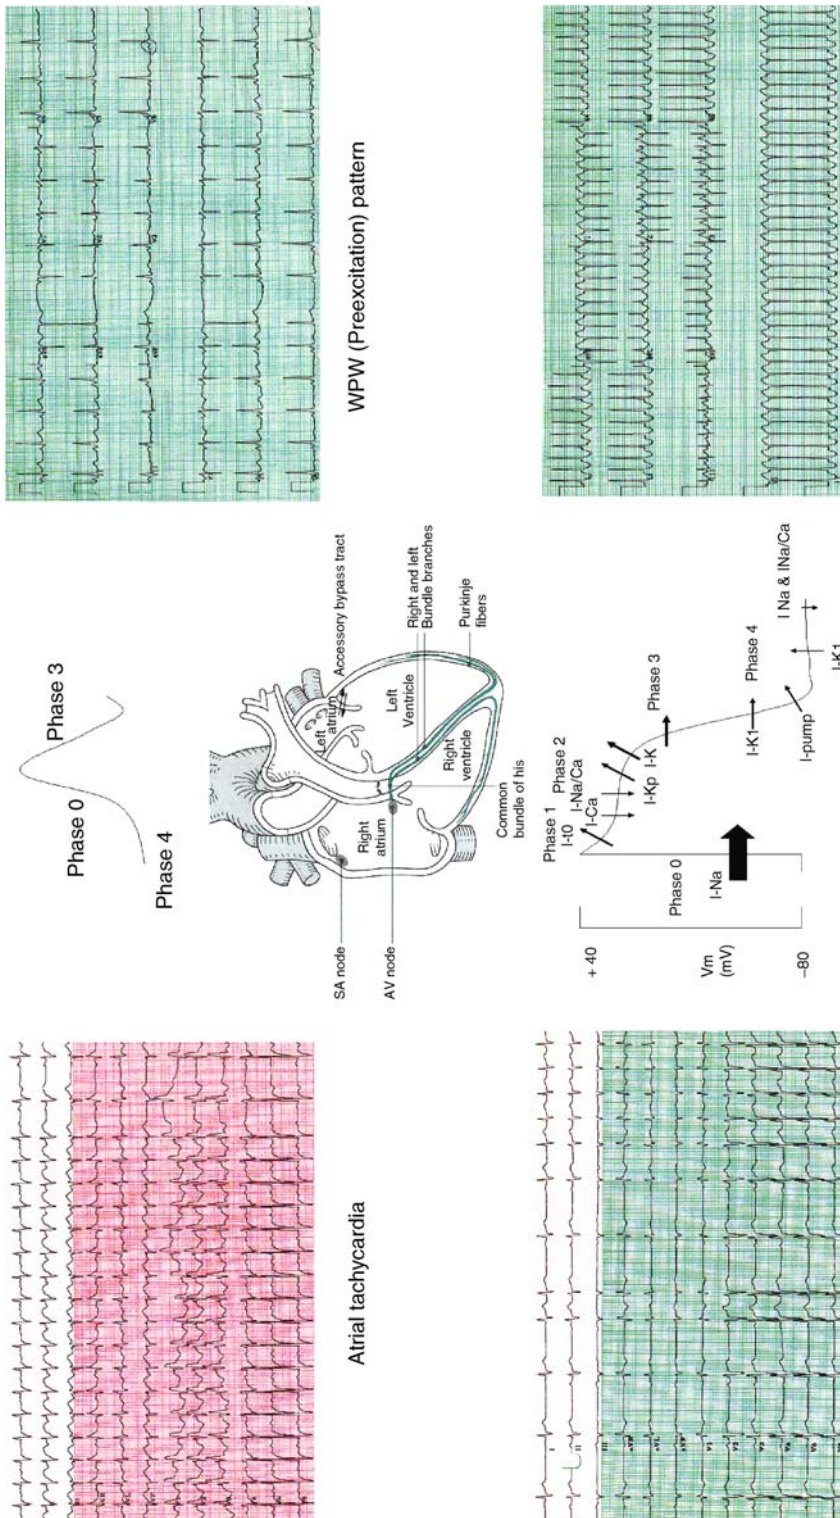 Atrial tachycardia
WPW (Preexcitation) pattern
Phase 4
Phase 0
Phase 3
SA node
AV node
Right
atrium
Left
atrium
Accessory bypass tract
Left
Ventricle
Right
ventricle
Right and left
Bundle branches
Purkinje
fibers
Common
bundle of his
+ 40
Vm
(mV)
–80
Phase 0
I-Na
Phase 1
I-t0
Phase 2
I-Ca
I-Na/Ca
I-Kp
I-K
Phase 3
I-K1
Phase 4
I-pump
I Na & INa/Ca
I-K1
I
II
III